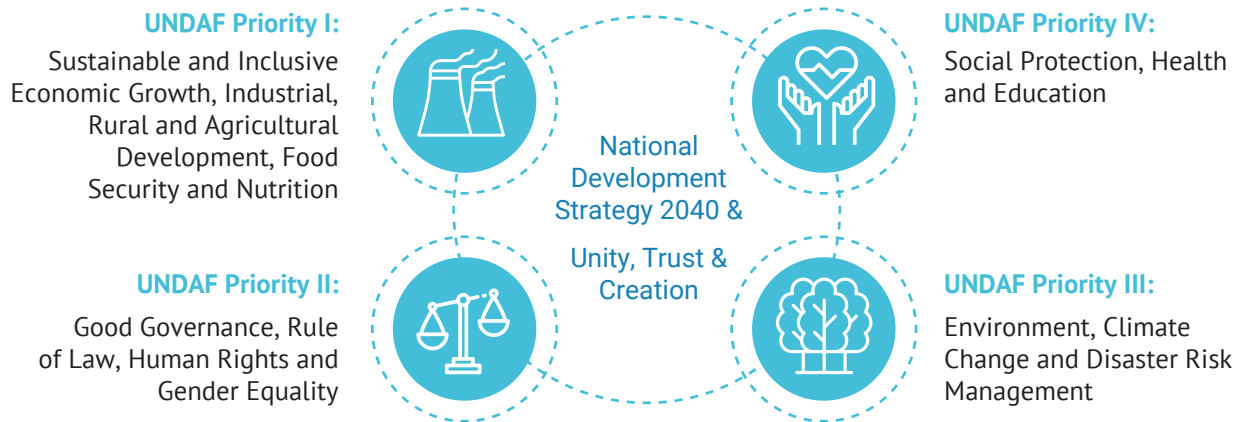 UNDAF Priority I:
Sustainable and Inclusive
Economic Growth, Industrial,
Rural and Agricultural
Development, Food
Security and Nutrition
UNDAF Priority II:
Good Governance, Rule
of Law, Human Rights and
Gender Equality
National
Development
Strategy 2040 &
Unity, Trust &
Creation
UNDAF Priority IV:
Social Protection, Health
and Education
UNDAF Priority III:
Environment, Climate
Change and Disaster Risk
Management